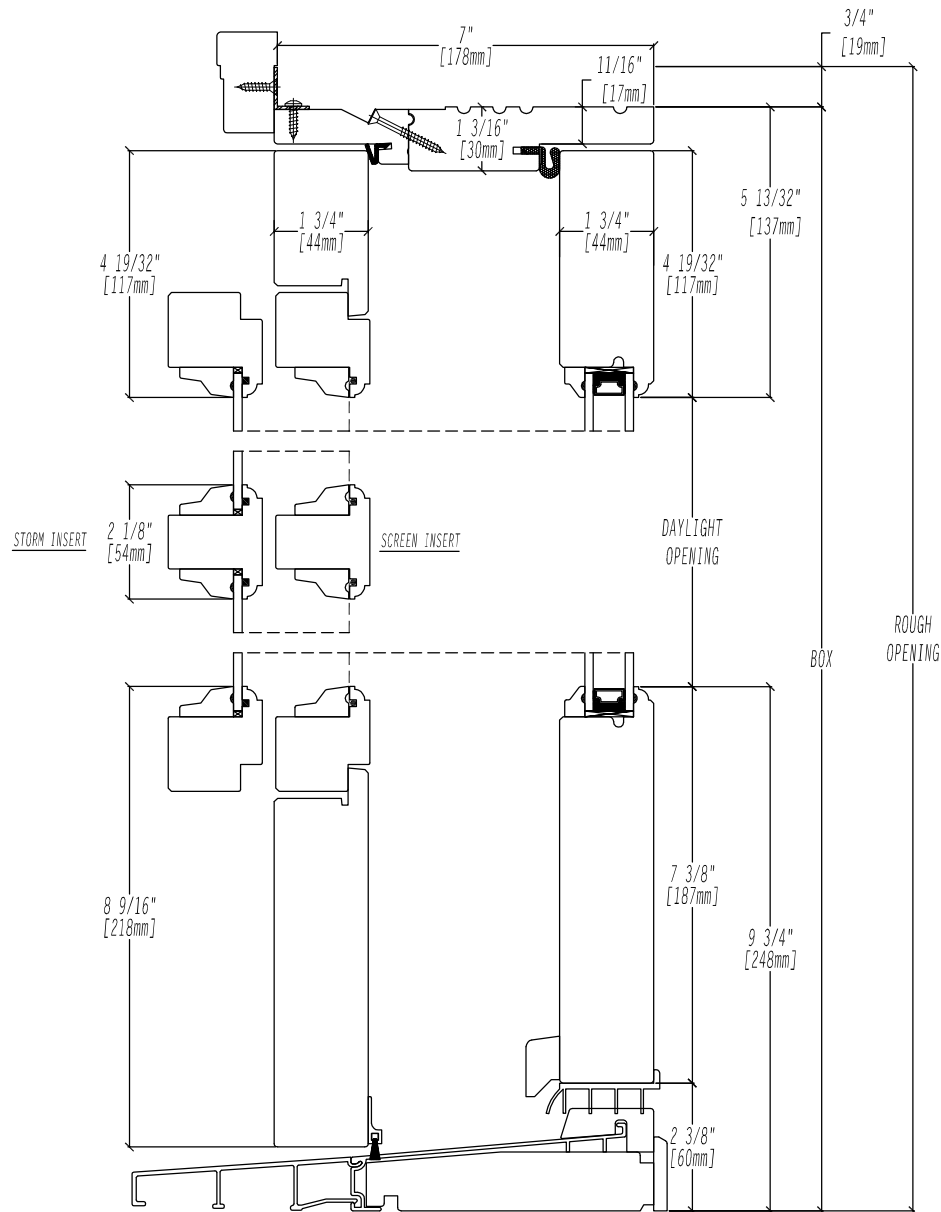 7"
[178mm]
3/4"
[19mm]
11/16"
[17mm]
1 3/16"
[30mm]
5 13/32"
[137mm]
1 3/4"
[44mm]
1 3/4"
[44mm]
4 19/32"
[117mm]
4 19/32"
[117mm]
STORM INSERT
2 1/8"
[54mm]
SCREEN INSERT
DAYLIGHT
OPENING
BOX
ROUGH
OPENING
7 3/8"
[187mm]
8 9/16"
[218mm]
9 3/4"
[248mm]
2 3/8"
[60mm]